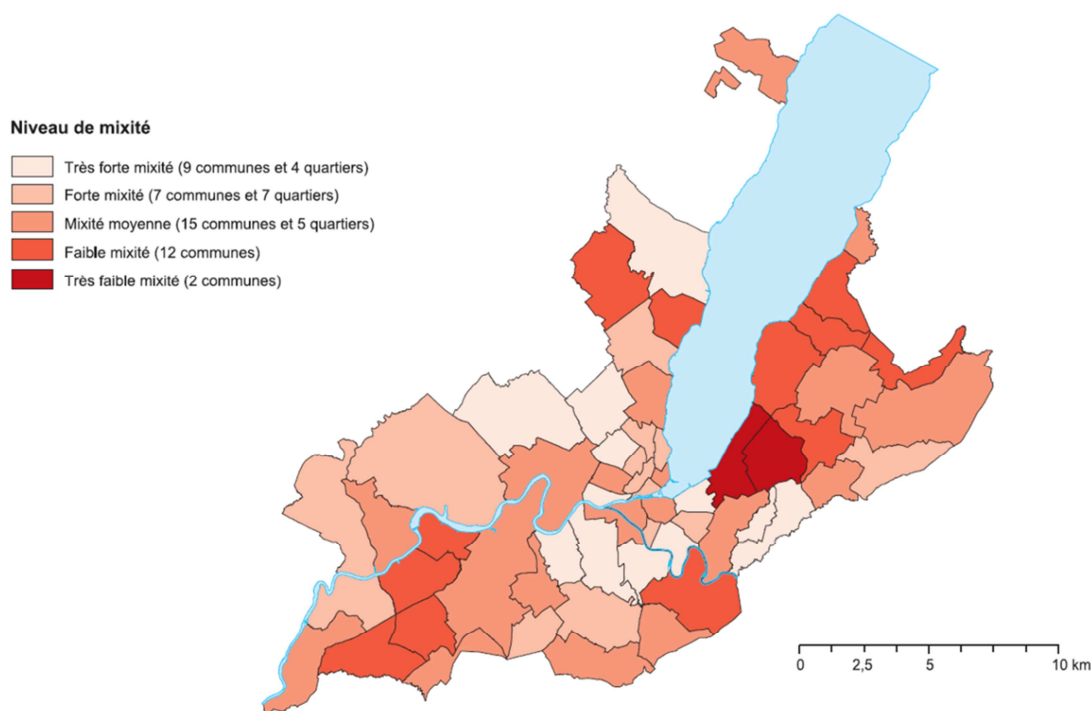 Niveau de mixité
Très forte mixité (9 communes et 4 quartiers)
Forte mixité (7 communes et 7 quartiers)
Mixité moyenne (15 communes et 5 quartiers)
Faible mixité (12 communes)
Très faible mixité (2 communes)
0 2,5 5 10 km